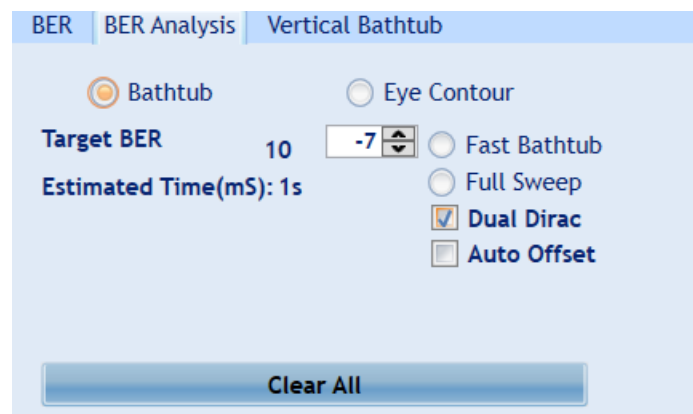 BER BER Analysis Vertical Bathtub
Bathtub Eye Contour
Target BER 10 -7 Fast Bathtub
Estimated Time(mS): 1s Full Sweep
Dual Dirac
Auto Offset
Clear All